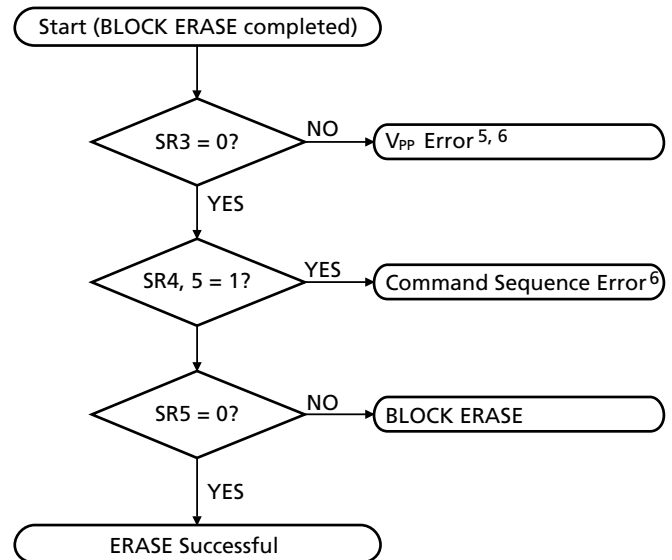 Start (BLOCK ERASE completed)
SR3 = 0?
NO
VPP Error 5, 6
YES
SR4, 5 = 1?
YES
Command Sequence Error 6
SR5 = 0?
NO
BLOCK ERASE
YES
ERASE Successful